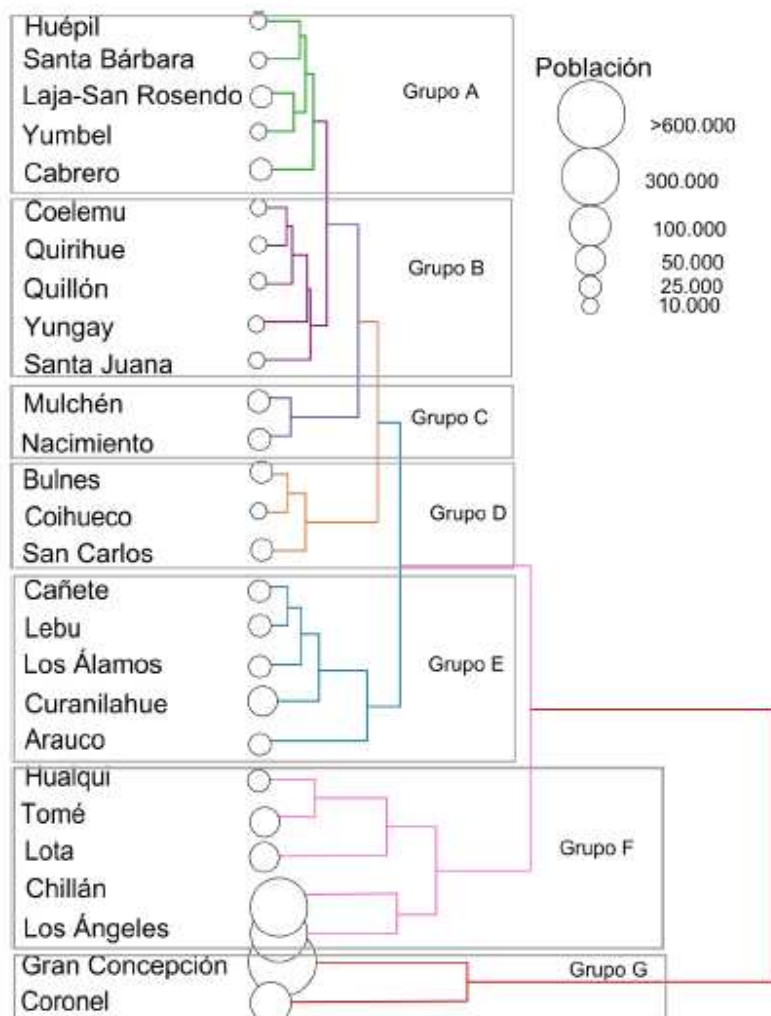 Huépil
Santa Bárbara
Laja-San Rosendo
Yumbel
Cabrero
Grupo A
Coelemu
Quirihue
Quillón
Yungay
Santa Juana
Grupo B
Mulchén
Nacimiento
Grupo C
Bulnes
Coihueco
San Carlos
Grupo D
Cañete
Lebu
Los Álamos
Curanilahue
Arauco
Grupo E
Hualqui
Tomé
Lota
Chillán
Los Ángeles
Grupo F
Gran Concepción
Coronel
Grupo G
Población
>600.000
300.000
100.000
50.000
25.000
10.000